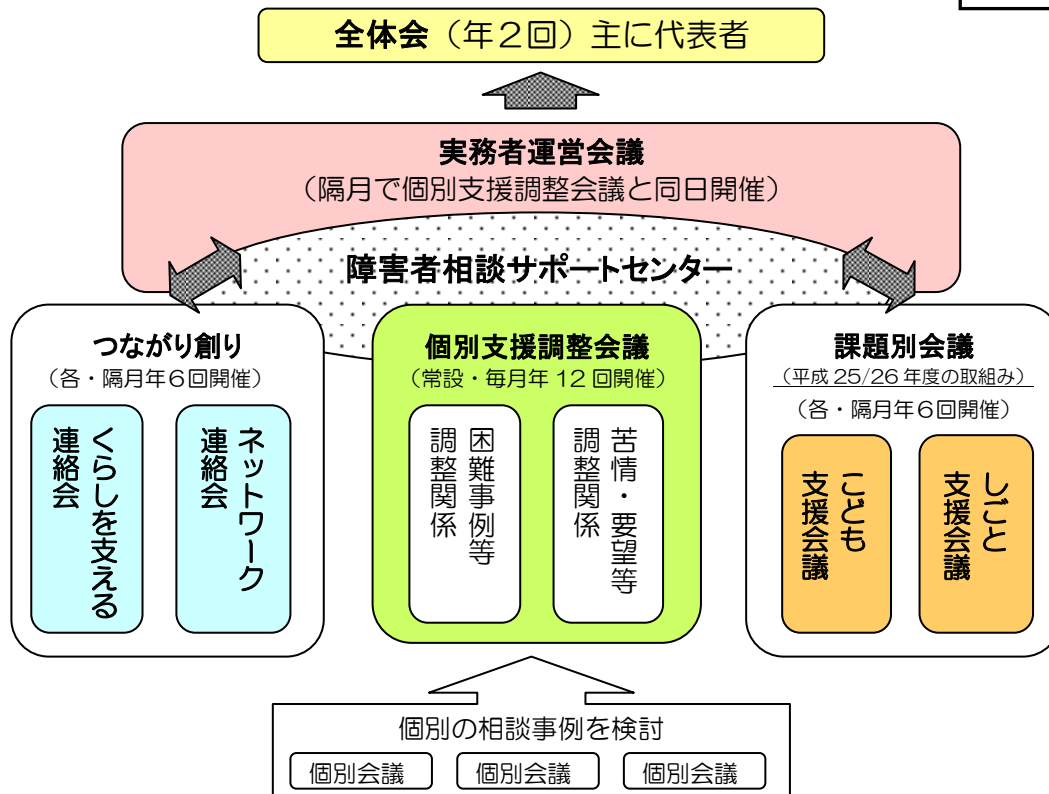 全体会（年２回）主に代表者
実務者運営会議
（隔月で個別支援調整会議と同日開催）
障害者相談サポートセンター
つながり創り
（各・隔月年６回開催）
くらしを支える
連絡会
ネットワーク
連絡会
個別支援調整会議
（常設・毎月年 12 回開催）
困難事例等
調整関係
苦情・要望等
調整関係
課題別会議
（平成 25/26 年度の取組み）
（各・隔月年６回開催）
こども
支援会議
しごと
支援会議
個別の相談事例を検討
個別会議
個別会議
個別会議